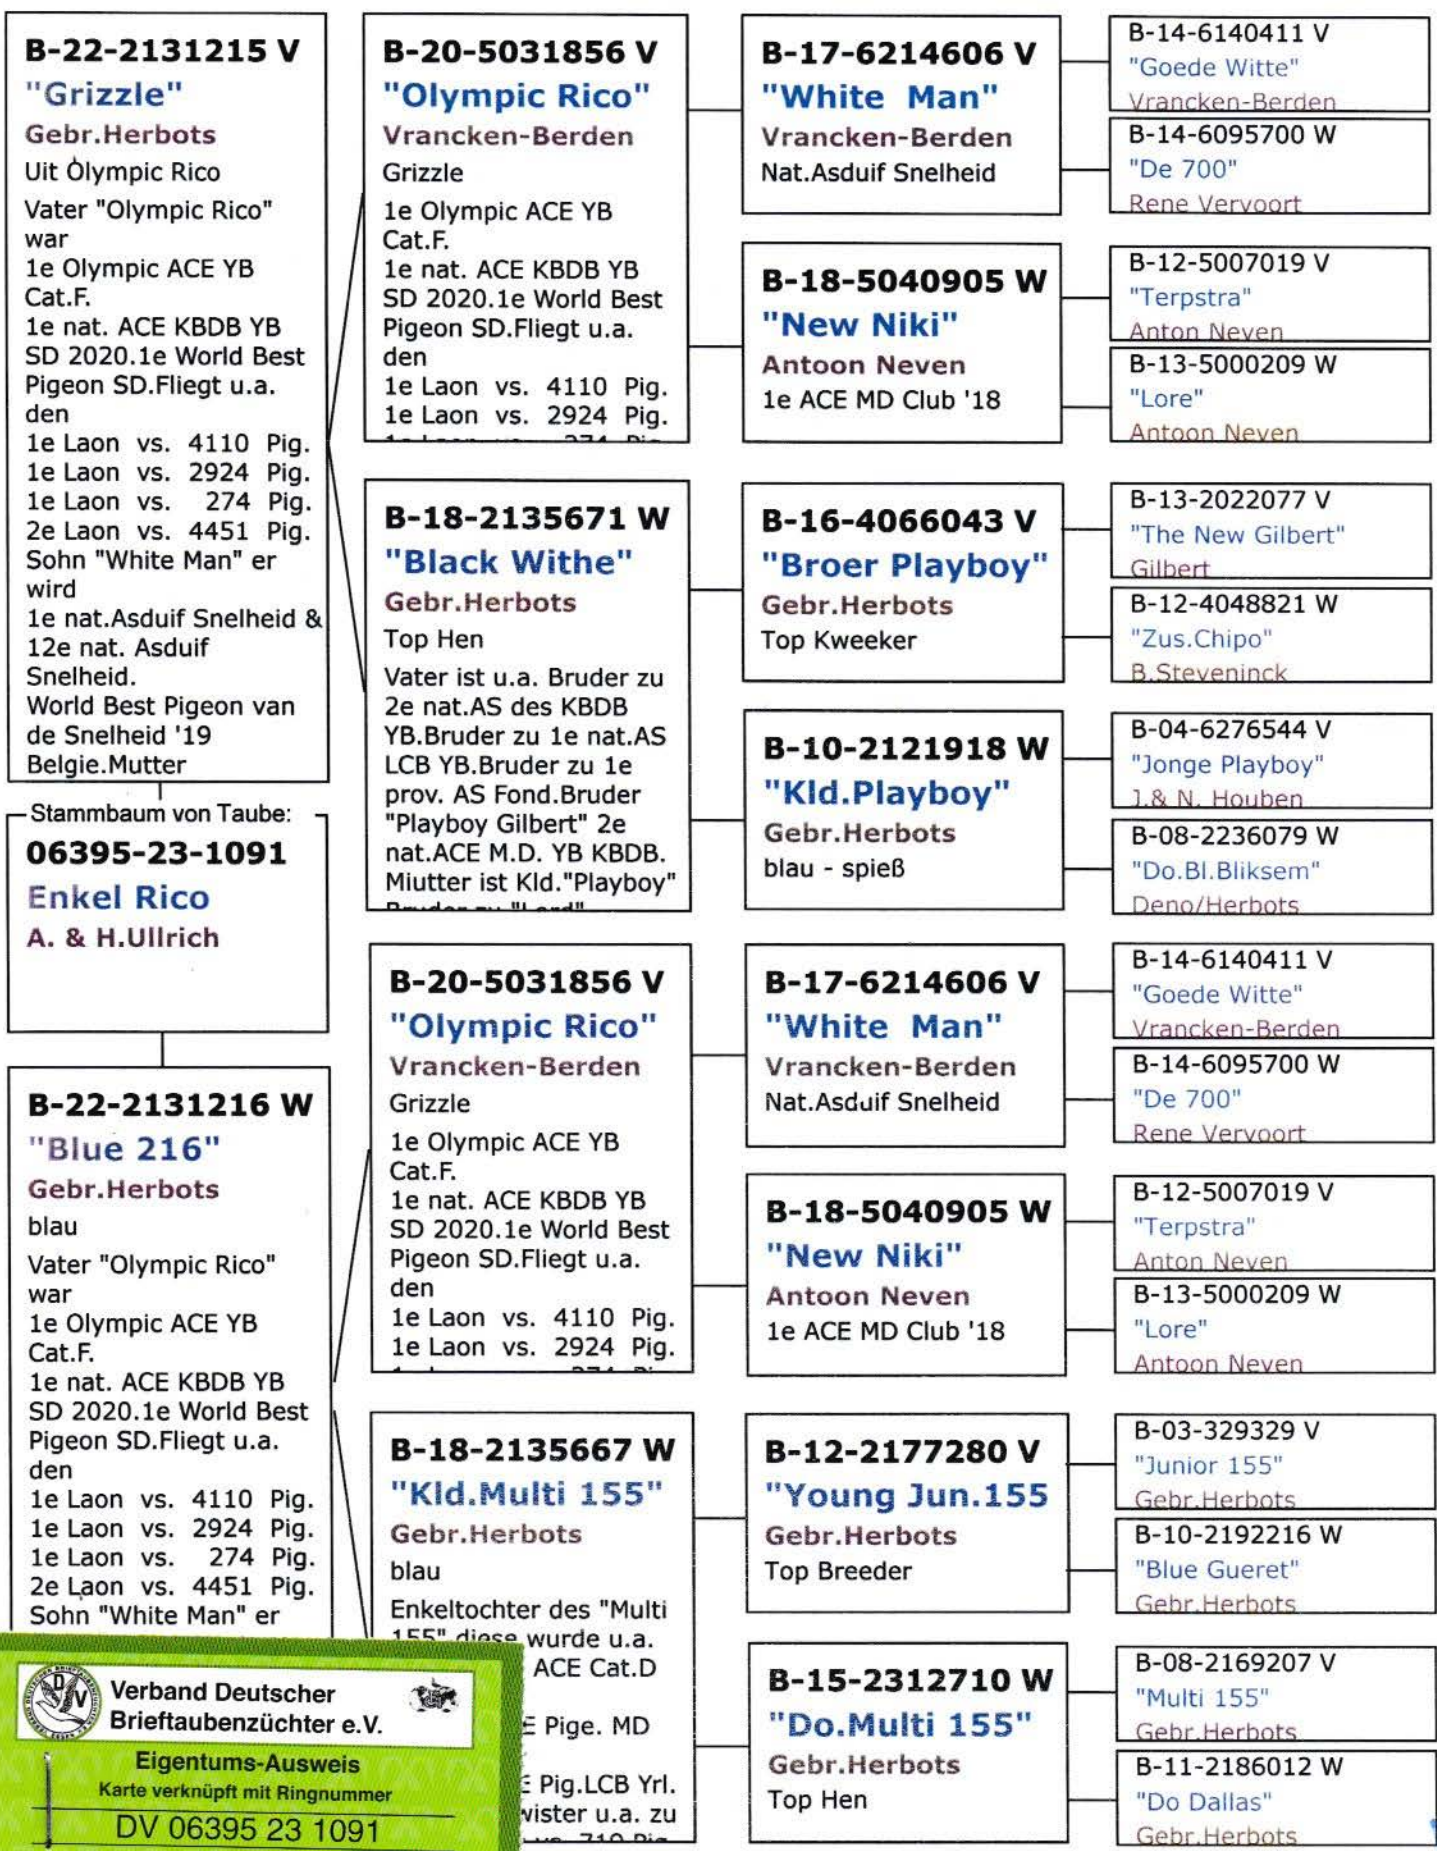 B-22-2131215 V
"Grizzle"
Gebr.Herbots
Uit Olympic Rico
Vater "Olympic Rico"
war
1e Olympic ACE YB
Cat.F.
1e nat. ACE KBDB YB
SD 2020.1e World Best
Pigeon SD.Fliegt u.a.
den
1e Laon vs. 4110 Pig.
1e Laon vs. 2924 Pig.
1e Laon vs. 274 Pig.
2e Laon vs. 4451 Pig.
Sohn "White Man" er
wird
1e nat.Asduif Snelheid &
12e nat. Asduif
Snelheid.
World Best Pigeon van
de Snelheid '19
Belgie.Mutter
Stammbaum von Taube:
06395-23-1091
Enkel Rico
A. & H.Ullrich
B-22-2131216 W
"Blue 216"
Gebr.Herbots
blau
Vater "Olympic Rico"
war
1e Olympic ACE YB
Cat.F.
1e nat. ACE KBDB YB
SD 2020.1e World Best
Pigeon SD.Fliegt u.a.
den
1e Laon vs. 4110 Pig.
1e Laon vs. 2924 Pig.
1e Laon vs. 274 Pig.
2e Laon vs. 4451 Pig.
Sohn "White Man" er
Verband Deutscher
Brieftaubenzüchter e.V.
Eigentums-Ausweis
Karte verknüpft mit Ringnummer
DV 06395 23 1091
B-20-5031856 V
"Olympic Rico"
Vrancken-Berden
Grizzle
1e Olympic ACE YB
Cat.F.
1e nat. ACE KBDB YB
SD 2020.1e World Best
Pigeon SD.Fliegt u.a.
den
1e Laon vs. 4110 Pig.
1e Laon vs. 2924 Pig.
1e Laon vs. 274 Pig.
B-18-2135671 W
"Black Withe"
Gebr.Herbots
Top Hen
Vater ist u.a. Bruder zu
2e nat.AS des KBDB
YB.Bruder zu 1e nat.AS
LCB YB.Bruder zu 1e
prov. AS Fond.Bruder
"Playboy Gilbert" 2e
nat.ACE M.D. YB KBDB.
Miutter ist Kld."Playboy"
Bruder zu "Lord"
B-20-5031856 V
"Olympic Rico"
Vrancken-Berden
Grizzle
1e Olympic ACE YB
Cat.F.
1e nat. ACE KBDB YB
SD 2020.1e World Best
Pigeon SD.Fliegt u.a.
den
1e Laon vs. 4110 Pig.
1e Laon vs. 2924 Pig.
B-18-2135667 W
"Kld.Multi 155"
Gebr.Herbots
blau
Enkeltochter des "Multi
155" diese wurde u.a.
ACE Cat.D
E Pige. MD
E Pig.LCB Yrl.
wister u.a. zu
vs. 719 Pig
B-17-6214606 V
"White Man"
Vrancken-Berden
Nat.Asduif Snelheid
B-18-5040905 W
"New Niki"
Antoon Neven
1e ACE MD Club '18
B-16-4066043 V
"Broer Playboy"
Gebr.Herbots
Top Kweeker
B-10-2121918 W
"Kld.Playboy"
Gebr.Herbots
blau - spieß
B-17-6214606 V
"White Man"
Vrancken-Berden
Nat.Asduif Snelheid
B-18-5040905 W
"New Niki"
Antoon Neven
1e ACE MD Club '18
B-12-2177280 V
"Young Jun.155
Gebr.Herbots
Top Breeder
B-15-2312710 W
"Do.Multi 155"
Gebr.Herbots
Top Hen
B-14-6140411 V
"Goede Witte"
Vrancken-Berden
B-14-6095700 W
"De 700"
Rene Vervoort
B-12-5007019 V
"Terpstra"
Anton Neven
B-13-5000209 W
"Lore"
Antoon Neven
B-13-2022077 V
"The New Gilbert"
Gilbert
B-12-4048821 W
"Zus.Chipo"
B.Steveninck
B-04-6276544 V
"Jonge Playboy"
J.& N. Houben
B-08-2236079 W
"Do.Bl.Bliksem"
Deno/Herbots
B-14-6140411 V
"Goede Witte"
Vrancken-Berden
B-14-6095700 W
"De 700"
Rene Vervoort
B-12-5007019 V
"Terpstra"
Anton Neven
B-13-5000209 W
"Lore"
Antoon Neven
B-03-329329 V
"Junior 155"
Gebr.Herbots
B-10-2192216 W
"Blue Gueret"
Gebr.Herbots
B-08-2169207 V
"Multi 155"
Gebr.Herbots
B-11-2186012 W
"Do Dallas"
Gebr.Herbots